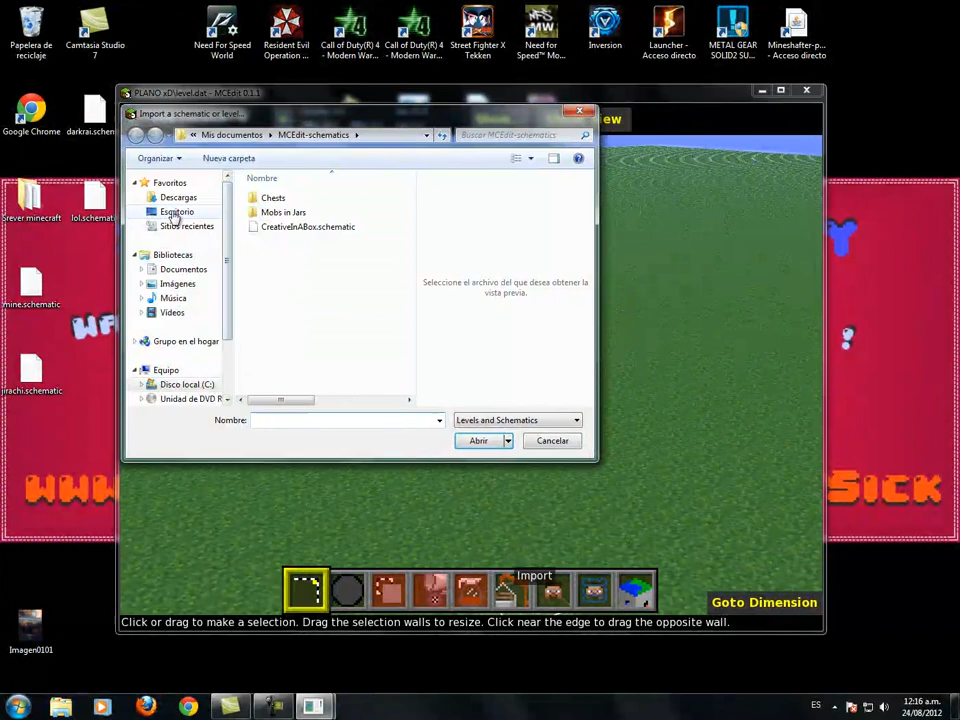 Papelera de reciclaje
Camtasia Studio 7
Need For Speed World
Resident Evil Operation ...
Call of Duty(R) 4 - Modern War...
Call of Duty(R) 4 - Modern War...
Street Fighter X Tekken
Need for Speed™ Mo...
Inversion
Launcher - Acceso directo
METAL GEAR SOLID2 SU...
Mineshafter-p... - Acceso directo
Google Chrome
darkrai.schem
Srever minecraft
lol.schemati
mine.schematic
jirachi.schematic
Imagen0101
PLANO xD\level.dat - MCEdit 0.1.1
Import a schematic or level...
« Mis documentos ▸ MCEdit-schematics ▸
Buscar MCEdit-schematics
Organizar
Nueva carpeta
Favoritos
Descargas
Escritorio
Sitios recientes
Bibliotecas
Documentos
Imágenes
Música
Vídeos
Grupo en el hogar
Equipo
Disco local (C:)
Unidad de DVD R
Nombre
Chests
Mobs in Jars
CreativeInABox.schematic
Seleccione el archivo del que desea obtener la
vista previa.
Nombre:
Levels and Schematics
Abrir
Cancelar
Import
Goto Dimension
Click or drag to make a selection. Drag the selection walls to resize. Click near the edge to drag the opposite wall.
ES
12:16 a.m.
24/08/2012